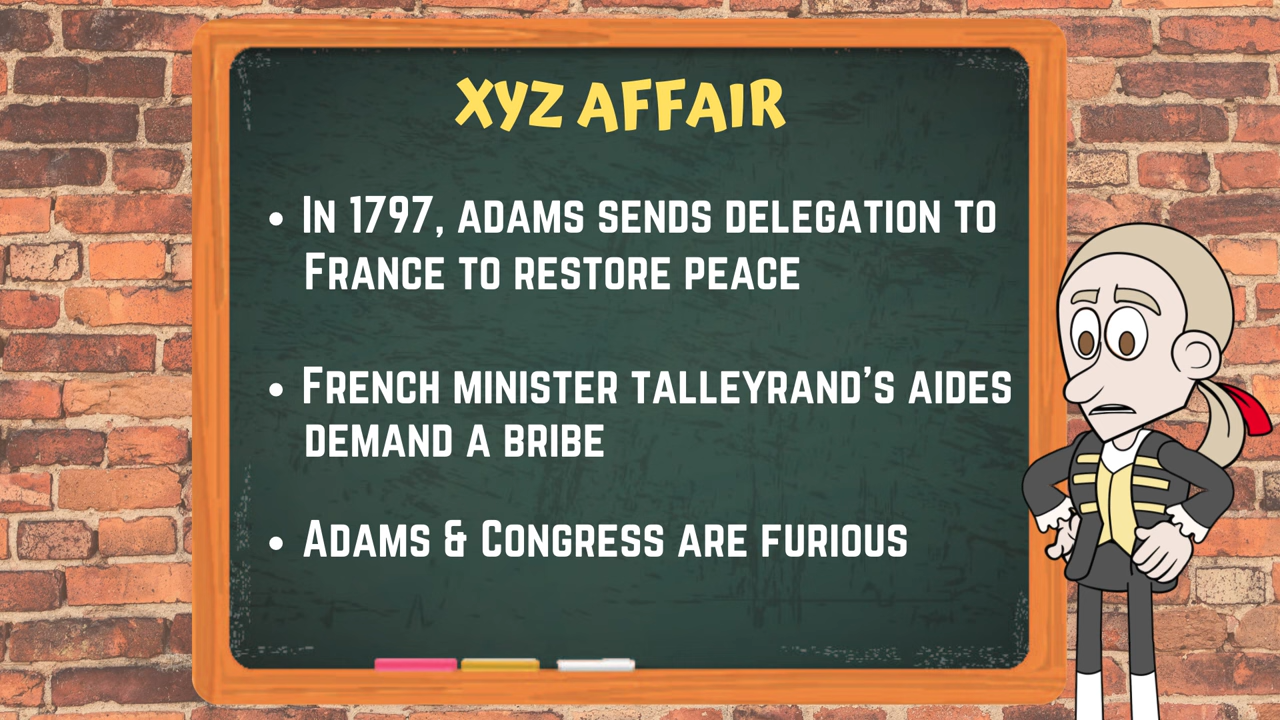 XYZ AFFAIR
• In 1797, adams sends delegation to
France to restore peace
• French minister talleyrand's aides
demand a bribe
• Adams & Congress are furious